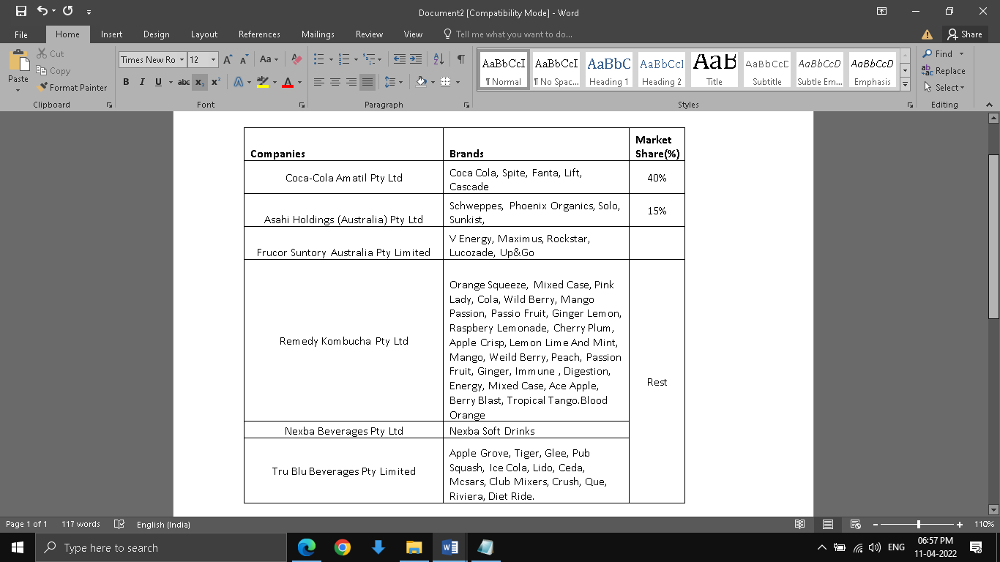 Document2 [Compatibility Mode] - Word
File Home Insert Design Layout References Mailings Review View Tell me what you want to do... Share
Paste
Cut
Copy
Format Painter
Clipboard
Times New Ro 12 Aa
B I U abc X₂ A ab A
Font
Paragraph
AaBbCcI AaBbCcI AaBbC AaBbCcI AaB AaBbCcD AaBbCcD AaBbCcD
¶ Normal ¶ No Spac... Heading 1 Heading 2 Title Subtitle Subtle Em... Emphasis
Styles
Find
Replace
Select
Editing
Companies Brands Market
Share(%)
Coca-Cola Amatil Pty Ltd Coca Cola, Spite, Fanta, Lift,
Cascade
40%
Asahi Holdings (Australia) Pty Ltd Schweppes, Phoenix Organics, Solo,
Sunkist,
15%
Frucor Suntory Australia Pty Limited V Energy, Maximus, Rockstar,
Lucozade, Up&Go
Remedy Kombucha Pty Ltd
Orange Squeeze, Mixed Case, Pink
Lady, Cola, Wild Berry, Mango
Passion, Passio Fruit, Ginger Lemon,
Raspbery Lemonade, Cherry Plum,
Apple Crisp, Lemon Lime And Mint,
Mango, Weild Berry, Peach, Passion
Fruit, Ginger, Immune , Digestion,
Energy, Mixed Case, Ace Apple,
Berry Blast, Tropical Tango.Blood
Orange
Rest
Nexba Beverages Pty Ltd Nexba Soft Drinks
Tru Blu Beverages Pty Limited
Apple Grove, Tiger, Glee, Pub
Squash, Ice Cola, Lido, Ceda,
Mcsars, Club Mixers, Crush, Que,
Riviera, Diet Ride.
Page 1 of 1 117 words English (India) 110%
Type here to search
ENG
06:57 PM
11-04-2022